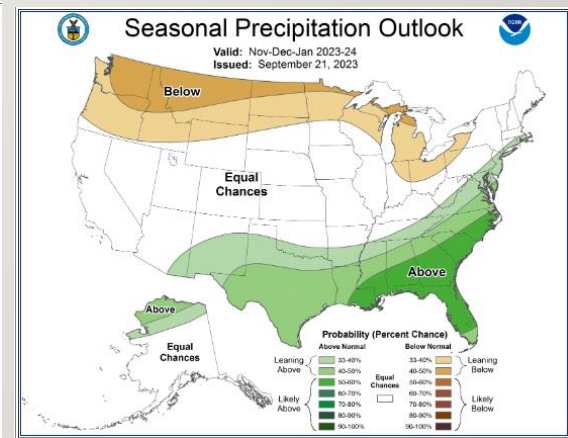 Seasonal Precipitation Outlook
Valid: Nov-Dec-Jan 2023-24
Issued: September 21, 2023
Below
Equal
Chances
Above
Above
Equal
Chances
Probability (Percent Chance)
Above Normal
Below Normal
Leaning
Above
33-40%
40-50%
Likely
Above
50-60%
60-70%
70-80%
80-90%
90-100%
Equal
Chances
33-40%
40-50%
Leaning
Below
50-60%
60-70%
70-80%
80-90%
90-100%
Likely
Below